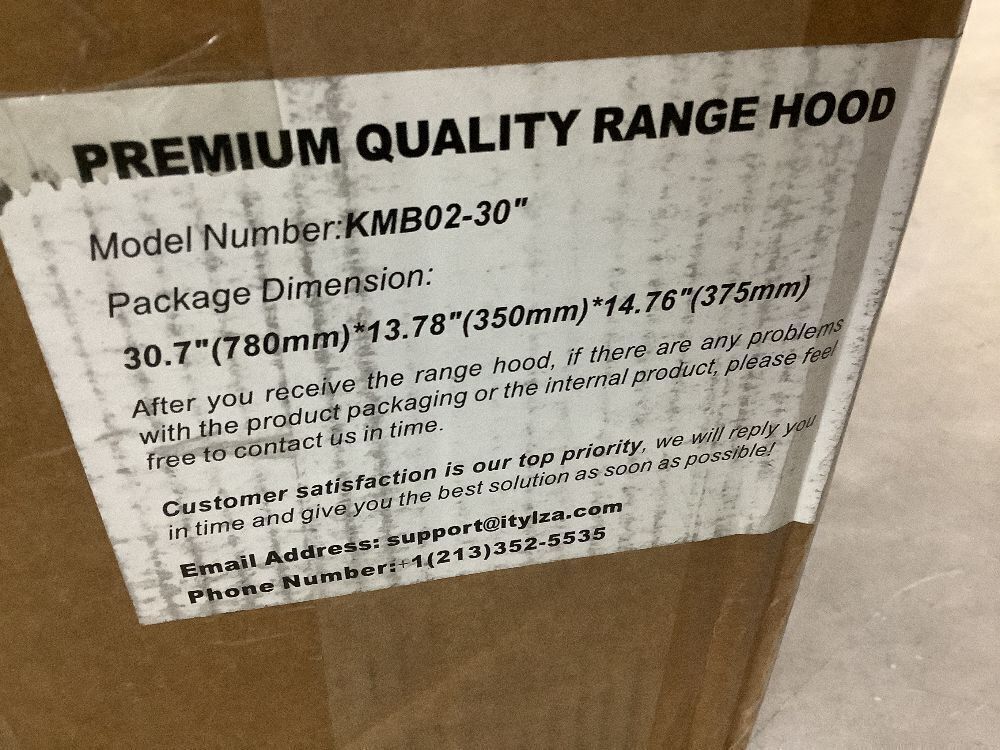 PREMIUM QUALITY RANGE HOOD
Model Number:KMB02-30"
Package Dimension:
30.7"(780mm)*13.78"(350mm)*14.76"(375mm)
After you receive the range hood, if there are any problems
with the product packaging or the internal product, please feel
free to contact us in time.
Customer satisfaction is our top priority, we will reply you
in time and give you the best solution as soon as possible!
Email Address: support@itylza.com
Phone Number:+1(213)352-5535